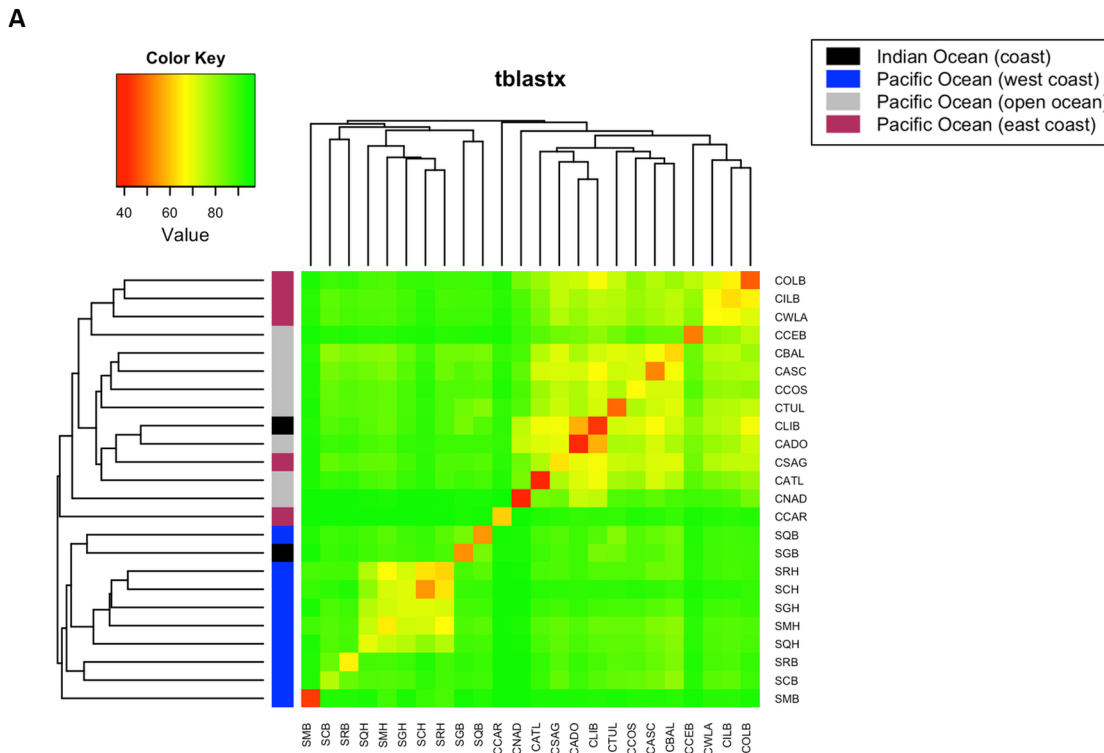 A
Color Key
40 60 80
Value
tblastx
Indian Ocean (coast)
Pacific Ocean (west coast)
Pacific Ocean (open ocean)
Pacific Ocean (east coast)
COLB
CILB
CWLA
CCEB
CBAL
CASC
CCOS
CTUL
CLIB
CADO
CSAG
CATL
CNAD
CCAR
SQB
SGB
SRH
SCH
SGH
SMH
SQH
SRB
SCB
SMB
SMB SCB SRB SQH SMH SGH SCH SRH SGB SQB CCAR CNAD CATL CSAG CADO CLIB CTUL CCOS CASC CBAL CCEB CWLA CILB COLB